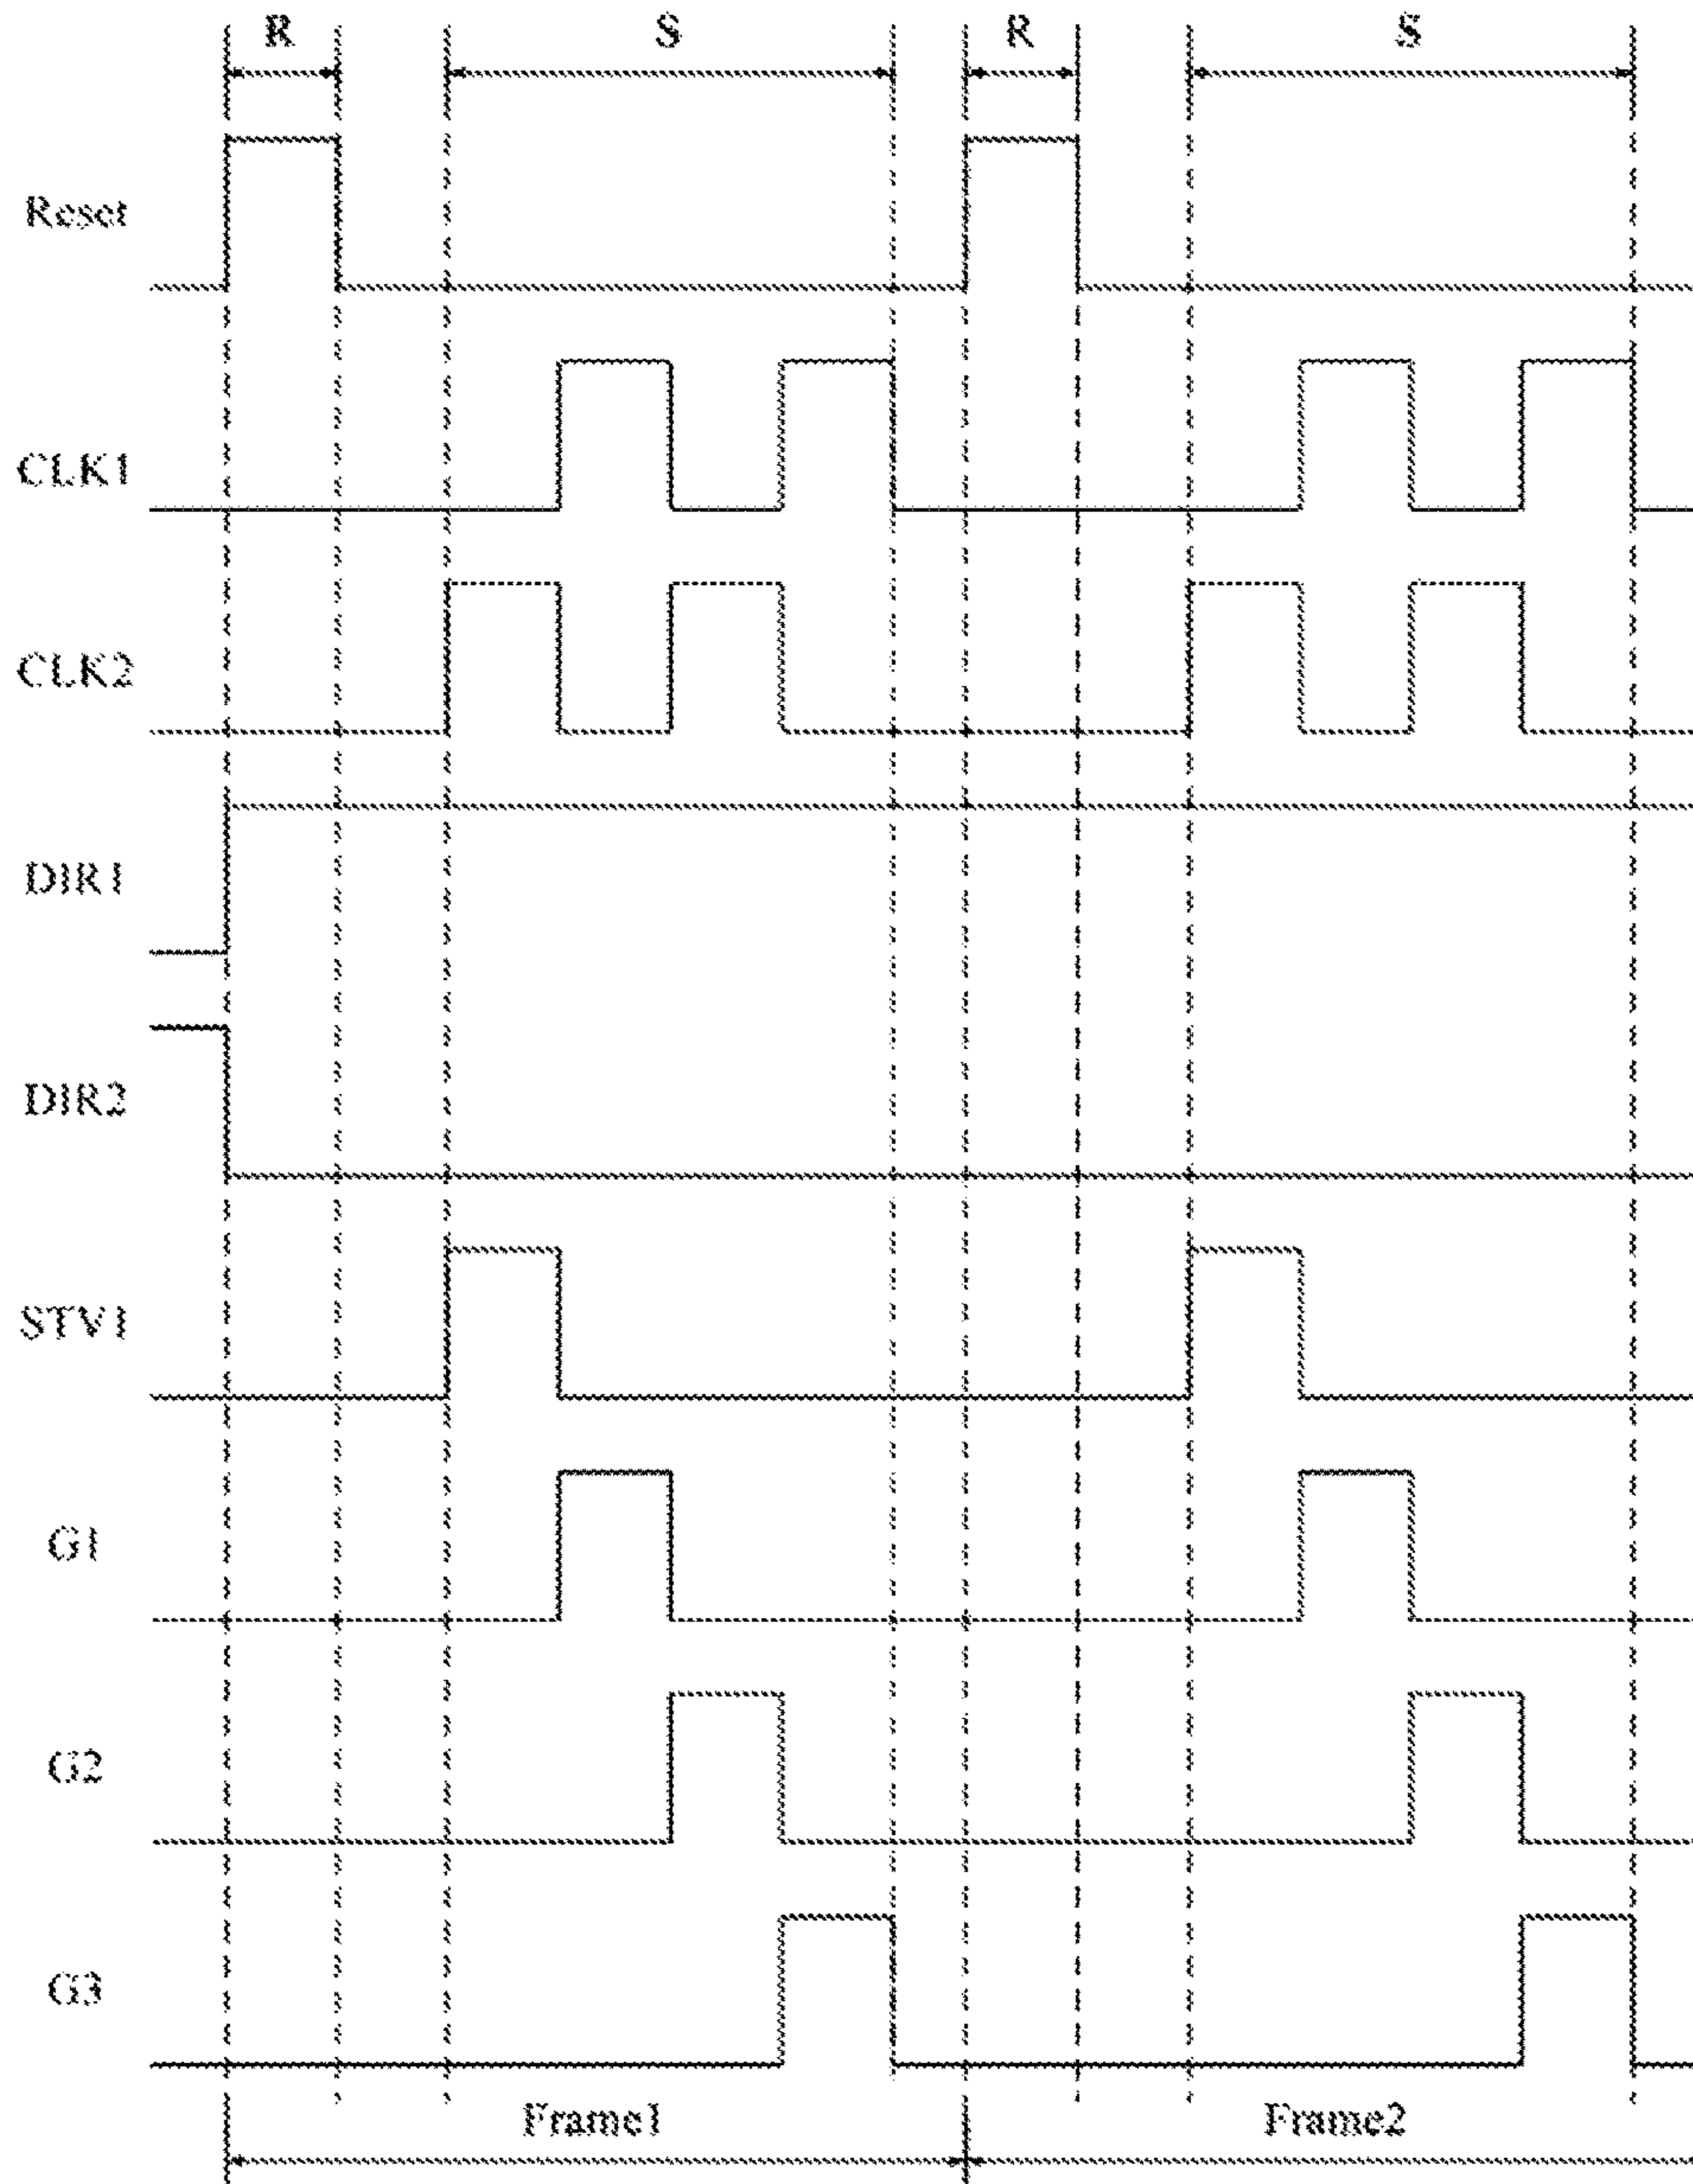 R S R S
Reset
CLK1
CLK2
DIR1
DIR2
STV1
G1
G2
G3
Frame1 Frame2